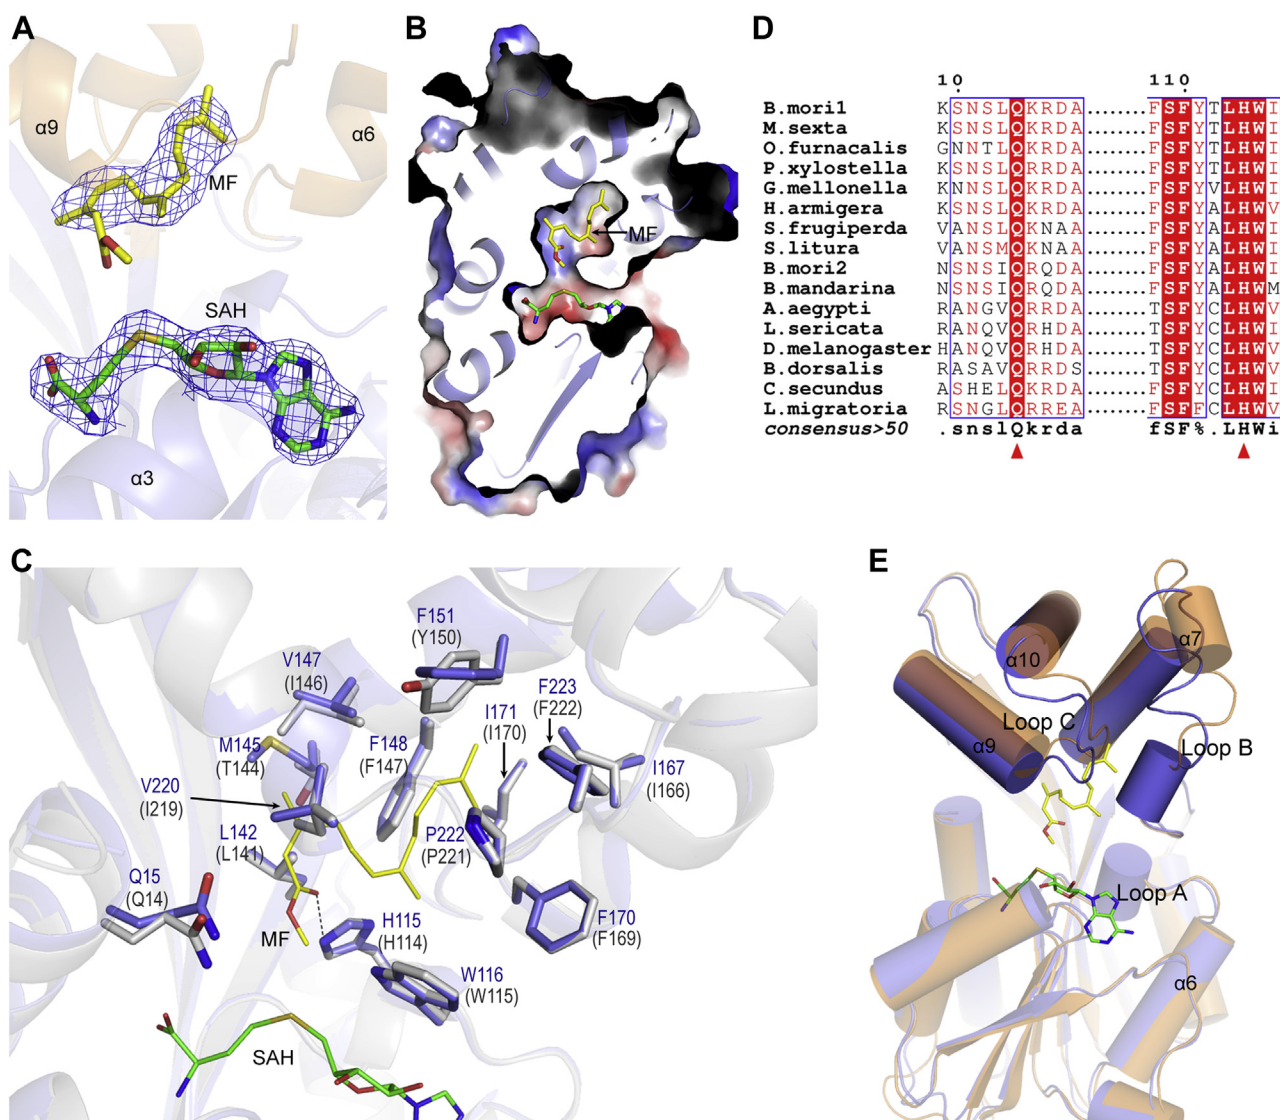 A
α9
α6
MF
SAH
α3
B
MF
D
10 110
B.mori1 KSNSLQKRDA........FSFYTLHWI
M.sexta KSNSLQKRDA........FSFYTLHWI
O.furnacalis GNNTLQKRDA........FSFYTLHWI
P.xylostella KSNSLQKRDA........FSFYTLHWI
G.mellonella KNNSLQKRDA........FSFYVLHWI
H.armigera KSNSLQKRDA........FSFYALHWV
S.frugiperda VANSLQKNAA........FSFYALHWI
S.litura VANSMQKNAA........FSFYALHWI
B.mori2 NSNSIQRQDA........FSFYALHWI
B.mandarina NSNSIQRQDA........FSFYALHWM
A.aegypti RANGVQRRDA........TSFYCLHWV
L.sericata RANQVQRHDA........TSFYCLHWI
D.melanogaster HANQVQRHDA........TSFYCLHWV
B.dorsalis RASAVQRRDS........TSFYCLHWV
C.secundus ASHELQKRDA........FSFYCLHWI
L.migratoria RSNGLQRREA........FSFFCLHWV
consensus>50 .snslQkrda fSF%.LHWi
C
F151
(Y150)
V147
(I146)
F223
(F222)
I171
(I170)
M145
(T144)
F148
(F147)
I167
(I166)
V220
(I219)
L142
(L141)
P222
(P221)
Q15
(Q14)
F170
(F169)
MF
H115
(H114)
W116
(W115)
SAH
E
α7
α10
Loop C
α9
Loop B
Loop A
α6